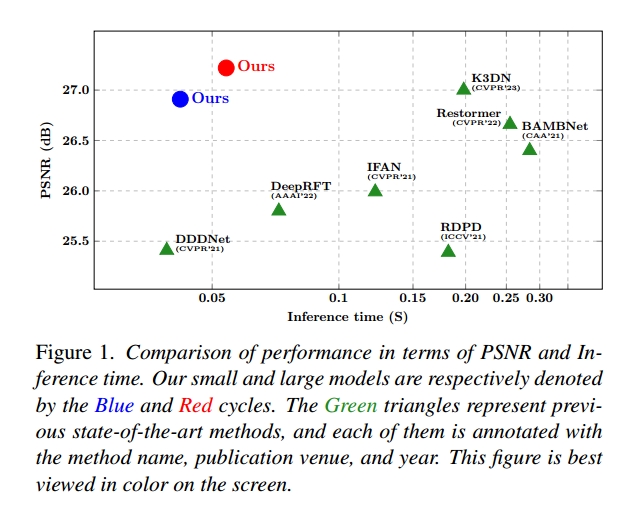 Ours
Ours
K3DN
(CVPR'23)
Restormer
(CVPR'22)
BAMBNet
(CAA'21)
IFAN
(CVPR'21)
DeepRFT
(AAAI'22)
RDPD
(ICCV'21)
DDDNet
(CVPR'21)
PSNR (dB)
27.0
26.5
26.0
25.5
0.05 0.1 0.15 0.20 0.25 0.30
Inference time (S)
Figure 1. Comparison of performance in terms of PSNR and In-
ference time. Our small and large models are respectively denoted
by the Blue and Red cycles. The Green triangles represent previ-
ous state-of-the-art methods, and each of them is annotated with
the method name, publication venue, and year. This figure is best
viewed in color on the screen.